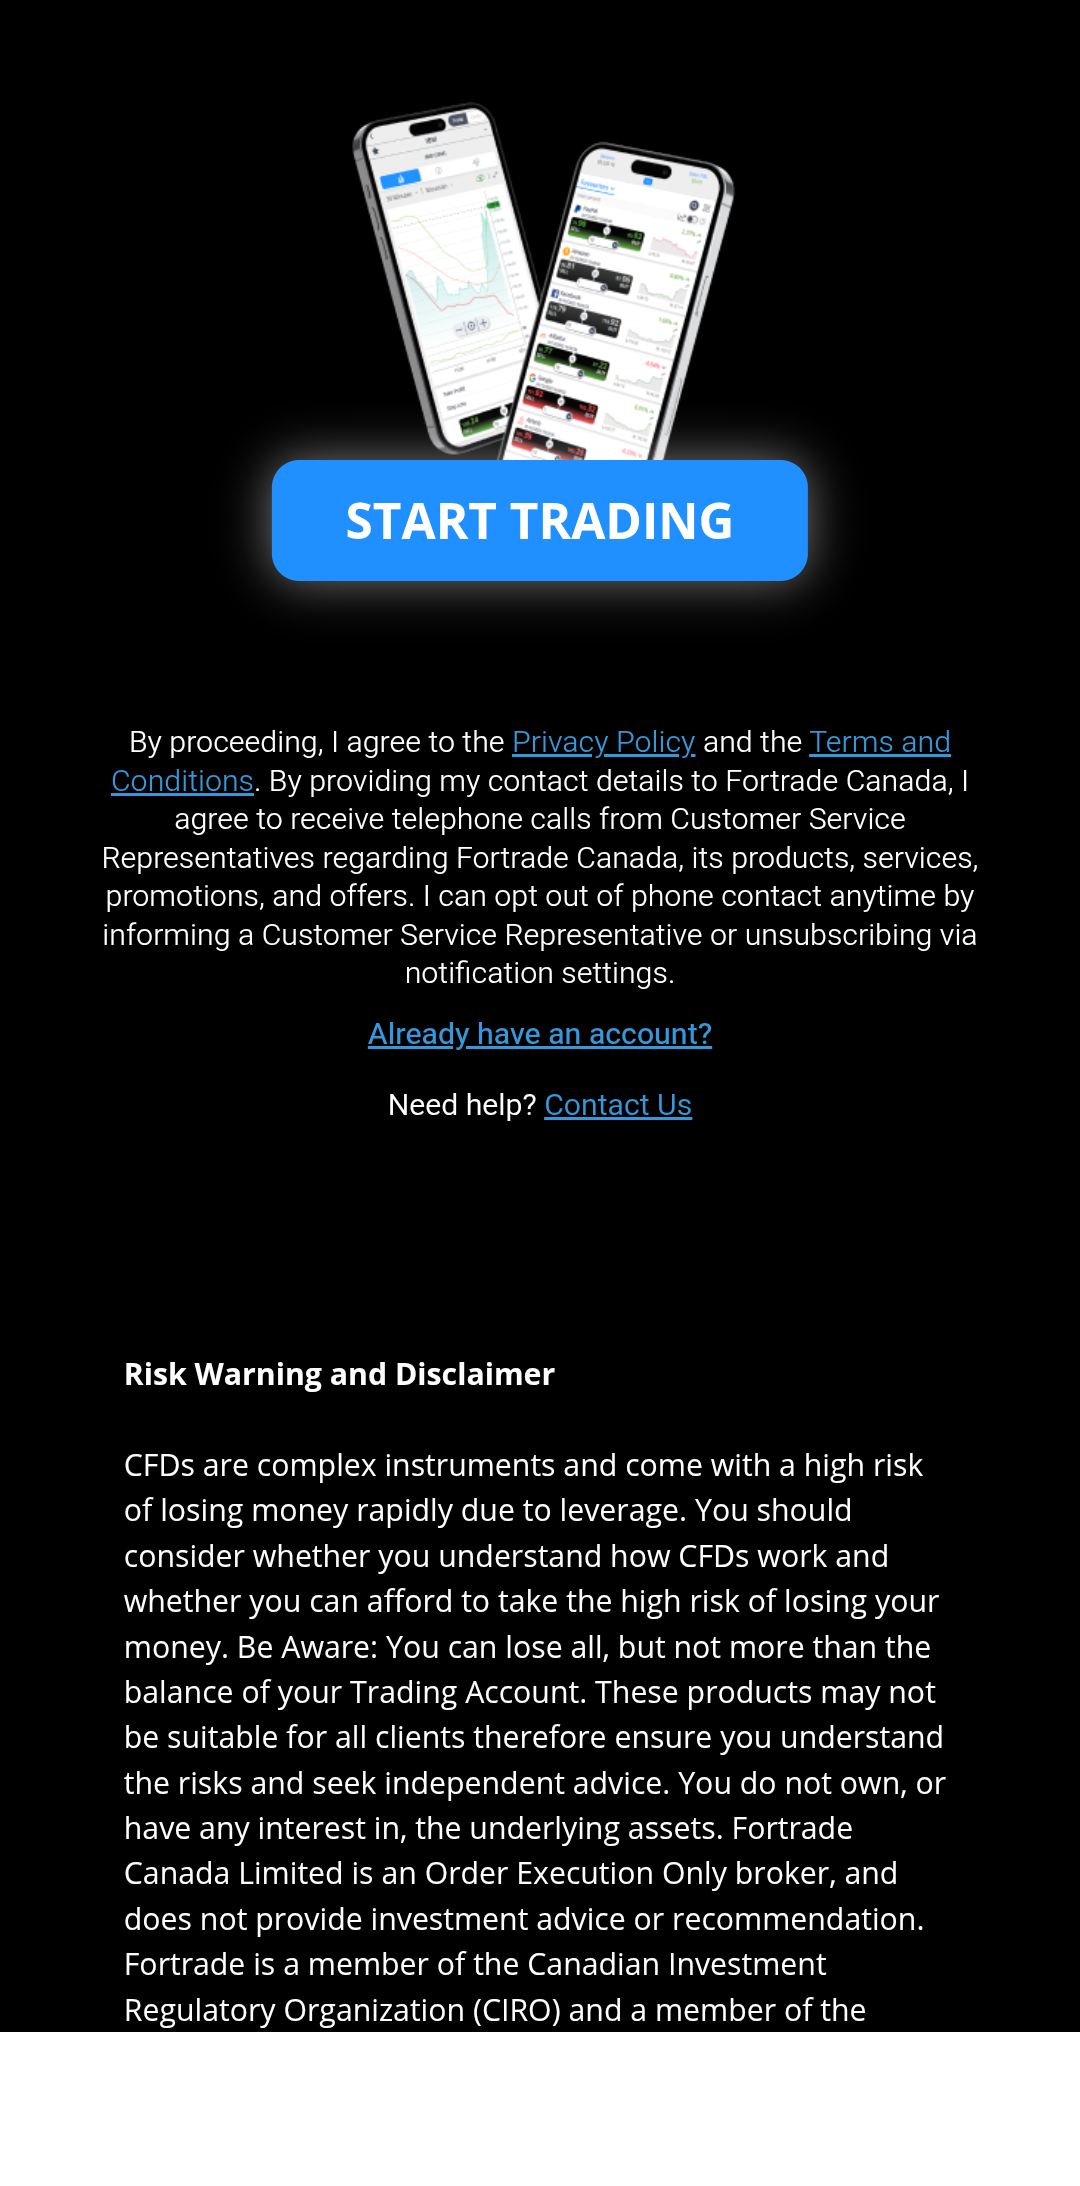 START TRADING
By proceeding, I agree to the Privacy Policy and the Terms and
Conditions. By providing my contact details to Fortrade Canada, I
agree to receive telephone calls from Customer Service
Representatives regarding Fortrade Canada, its products, services,
promotions, and offers. I can opt out of phone contact anytime by
informing a Customer Service Representative or unsubscribing via
notification settings.
Already have an account?
Need help? Contact Us
Risk Warning and Disclaimer
CFDs are complex instruments and come with a high risk
of losing money rapidly due to leverage. You should
consider whether you understand how CFDs work and
whether you can afford to take the high risk of losing your
money. Be Aware: You can lose all, but not more than the
balance of your Trading Account. These products may not
be suitable for all clients therefore ensure you understand
the risks and seek independent advice. You do not own, or
have any interest in, the underlying assets. Fortrade
Canada Limited is an Order Execution Only broker, and
does not provide investment advice or recommendation.
Fortrade is a member of the Canadian Investment
Regulatory Organization (CIRO) and a member of the